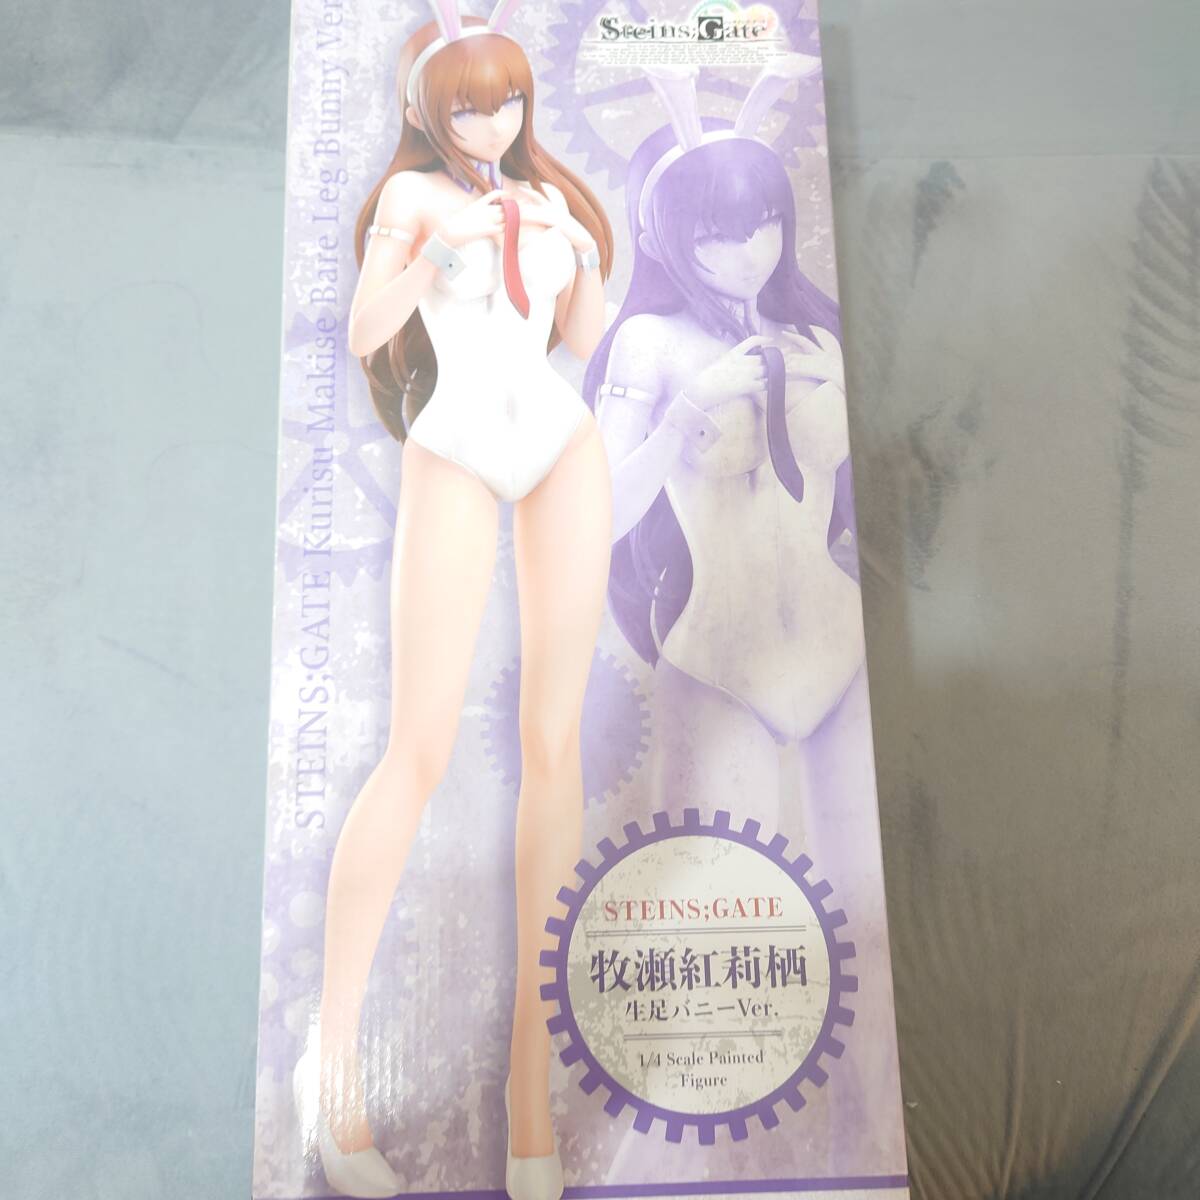 Steins;Gate
STEINS;GATE Kurisu Makise Bare Leg Bunny Ver
STEINS;GATE
牧瀬紅莉栖
生足バニーVer.
1/4 Scale Painted
Figure